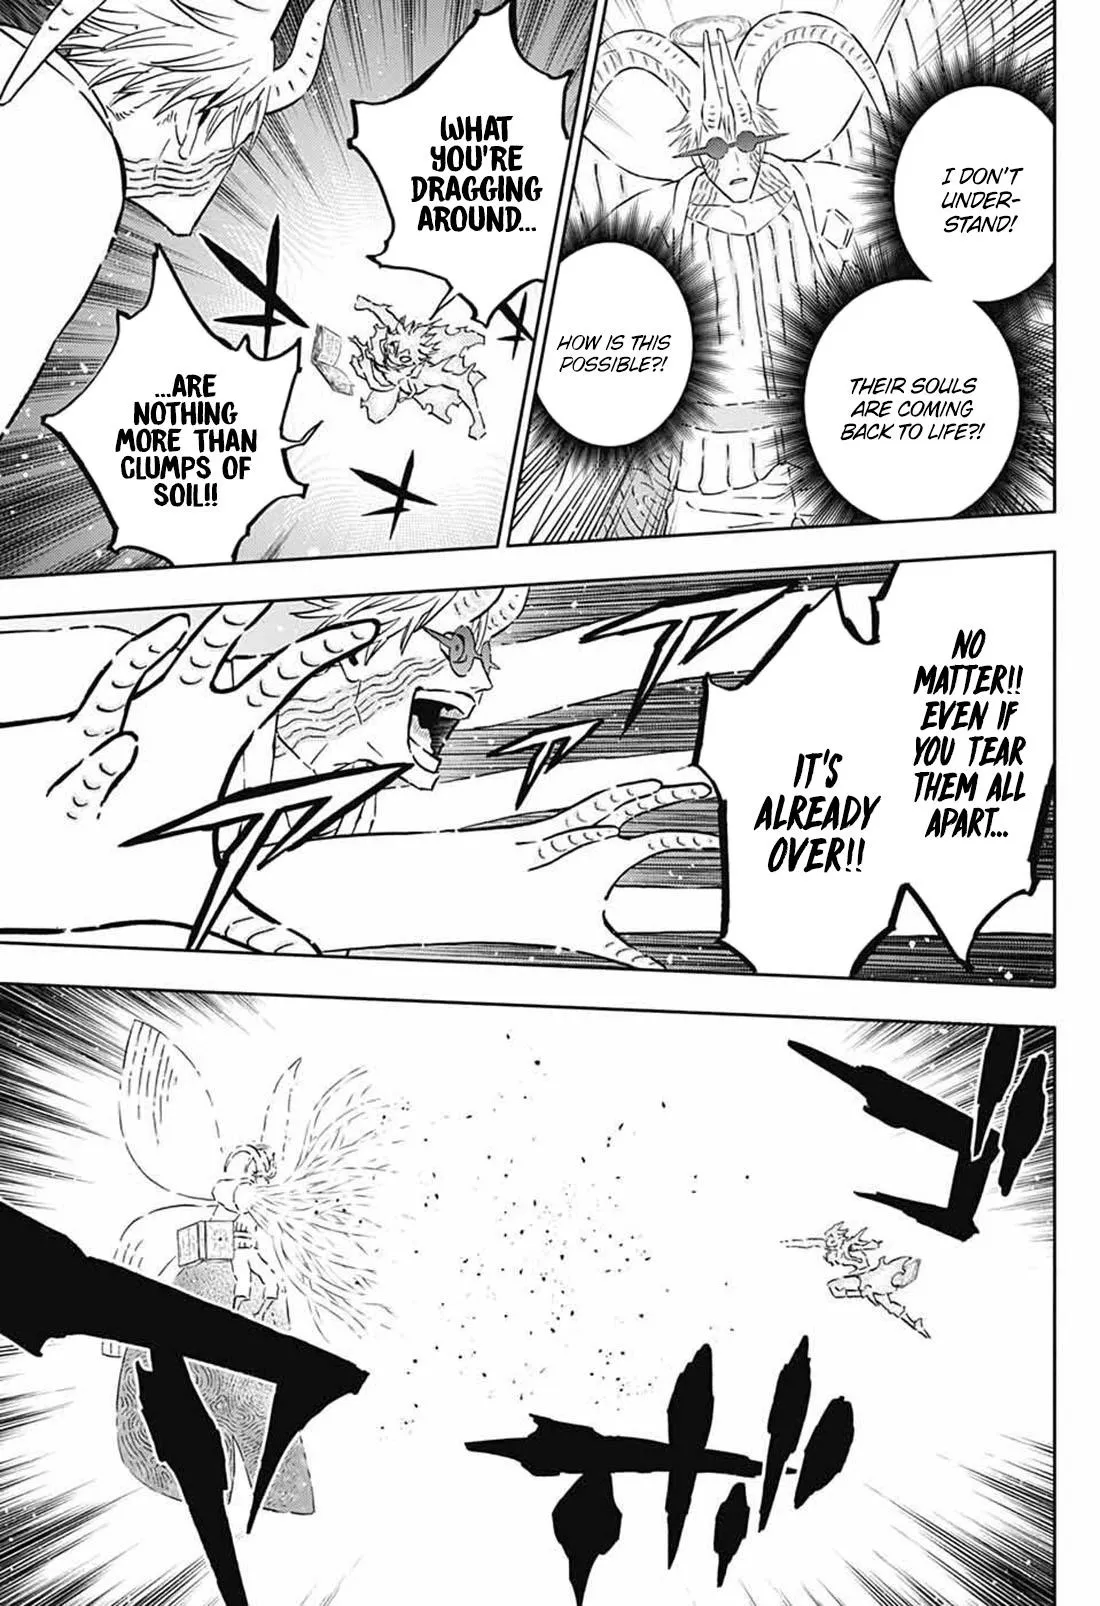 I DON'T
UNDER-
STAND!
THEIR SOULS
ARE COMING
BACK TO LIFE?!
HOW IS THIS
POSSIBLE?!
WHAT
YOU'RE
DRAGGING
AROUND...
...ARE
NOTHING
MORE THAN
CLUMPS OF
SOIL!!
NO
MATTER!!
EVEN IF
YOU TEAR
THEM ALL
APART...
IT'S
ALREADY
OVER!!